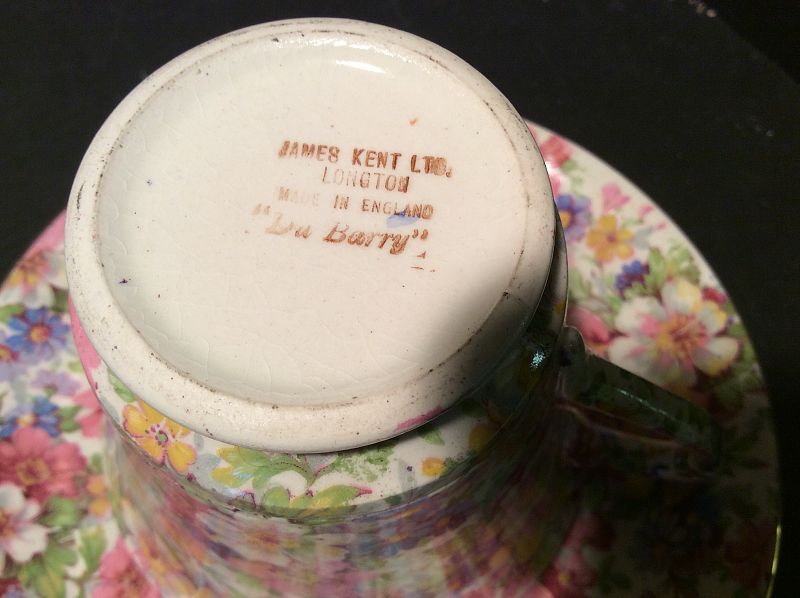 JAMES KENT LTD.
LONGTON
MADE IN ENGLAND
"Du Barry"